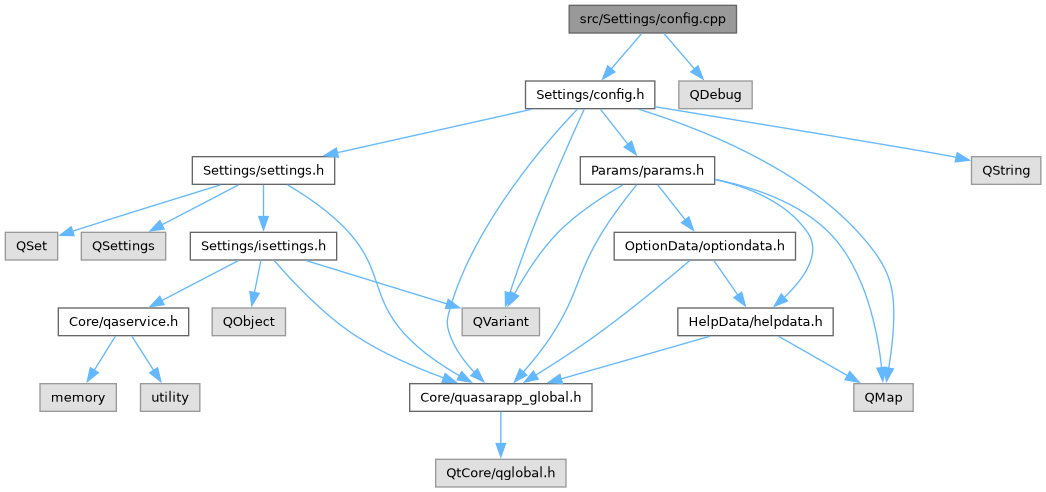 src/Settings/config.cpp
Settings/config.h
QDebug
Settings/settings.h
Params/params.h
QString
QSet
QSettings
Settings/isettings.h
OptionData/optiondata.h
Core/qaservice.h
QObject
QVariant
HelpData/helpdata.h
memory
utility
Core/quasarapp_global.h
QMap
QtCore/qglobal.h